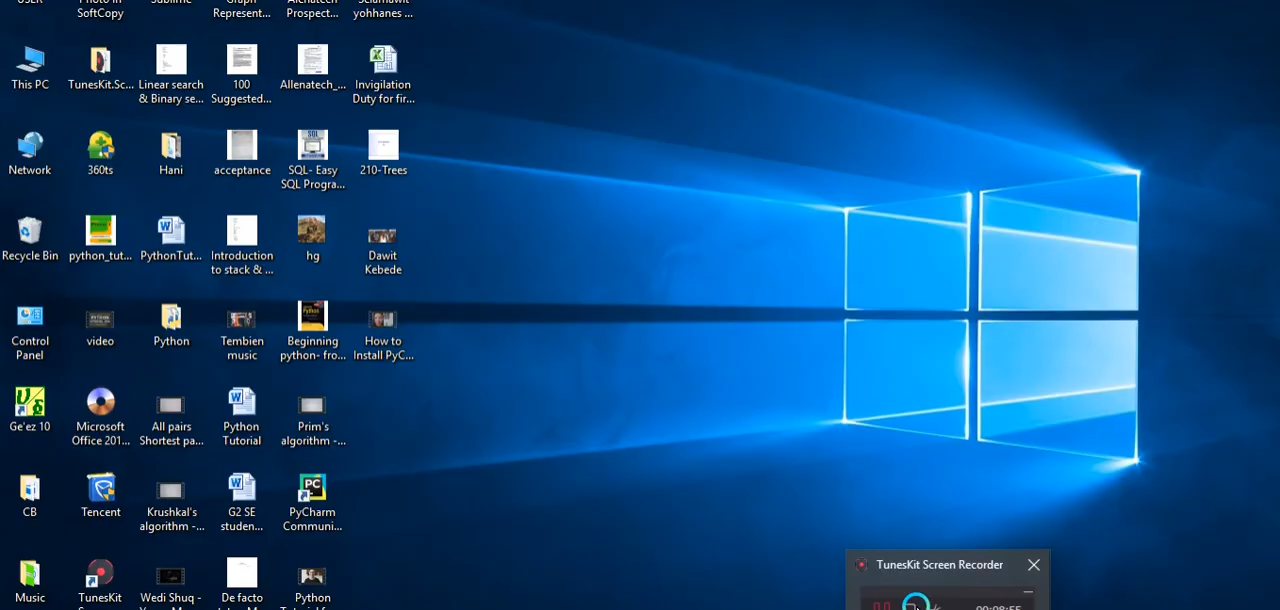 USER
Photo in
SoftCopy
Sublime
Graph
Represent...
Allenatech
Prospect...
Selamawit
yohhanes ...
This PC
TunesKit.Sc...
Linear search
& Binary se...
100
Suggested...
Allenatech_...
Invigilation
Duty for fir...
Network
360ts
Hani
acceptance
SQL- Easy
SQL Progra...
210-Trees
Recycle Bin
python_tut...
PythonTut...
Introduction
to stack & ...
hg
Dawit
Kebede
Control
Panel
video
Python
Tembien
music
Beginning
python- fro...
How to
Install PyC...
Ge'ez 10
Microsoft
Office 201...
All pairs
Shortest pa...
Python
Tutorial
Prim's
algorithm -...
CB
Tencent
Krushkal's
algorithm -...
G2 SE
studen...
PC
PyCharm
Communi...
Music
TunesKit
Wedi Shuq -
De facto
Python
TunesKit Screen Recorder
00:08:55